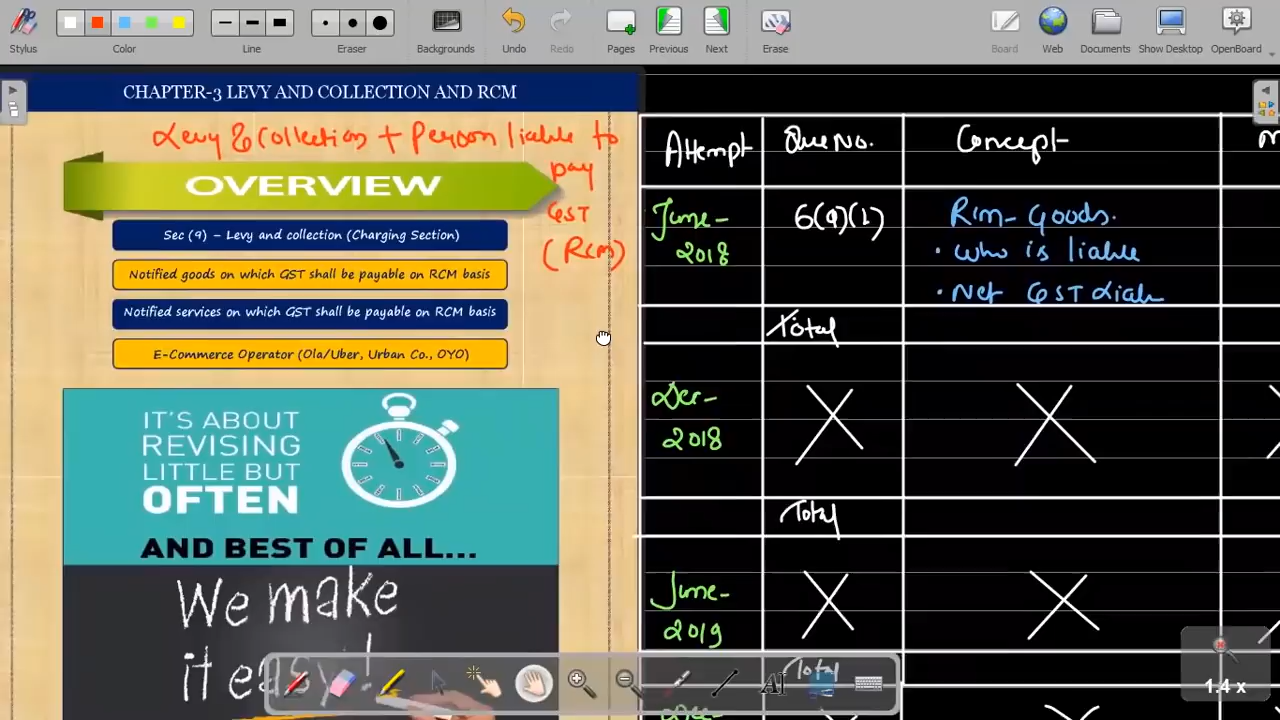 Stylus
Color
Line
Eraser
Backgrounds
Undo
Redo
Pages
Previous
Next
Erase
Board
Web
Documents
Show Desktop
OpenBoard
CHAPTER-3 LEVY AND COLLECTION AND RCM
Levy & Collection + Person liable to
pay
GST
(RCM)
OVERVIEW
Sec (9) – Levy and collection (Charging Section)
Notified goods on which GST shall be payable on RCM basis
Notified services on which GST shall be payable on RCM basis
E-Commerce Operator (Ola/Uber, Urban Co., OYO)
IT'S ABOUT
REVISING
LITTLE BUT
OFTEN
AND BEST OF ALL...
We make
it easy!
Attempt
Que No.
Concept
June-
2018
6(a)(1)
Rcm- Goods.
• who is liable
• Net GST Liab
Total
Dec-
2018
Total
June-
2019
Total
1.4 x